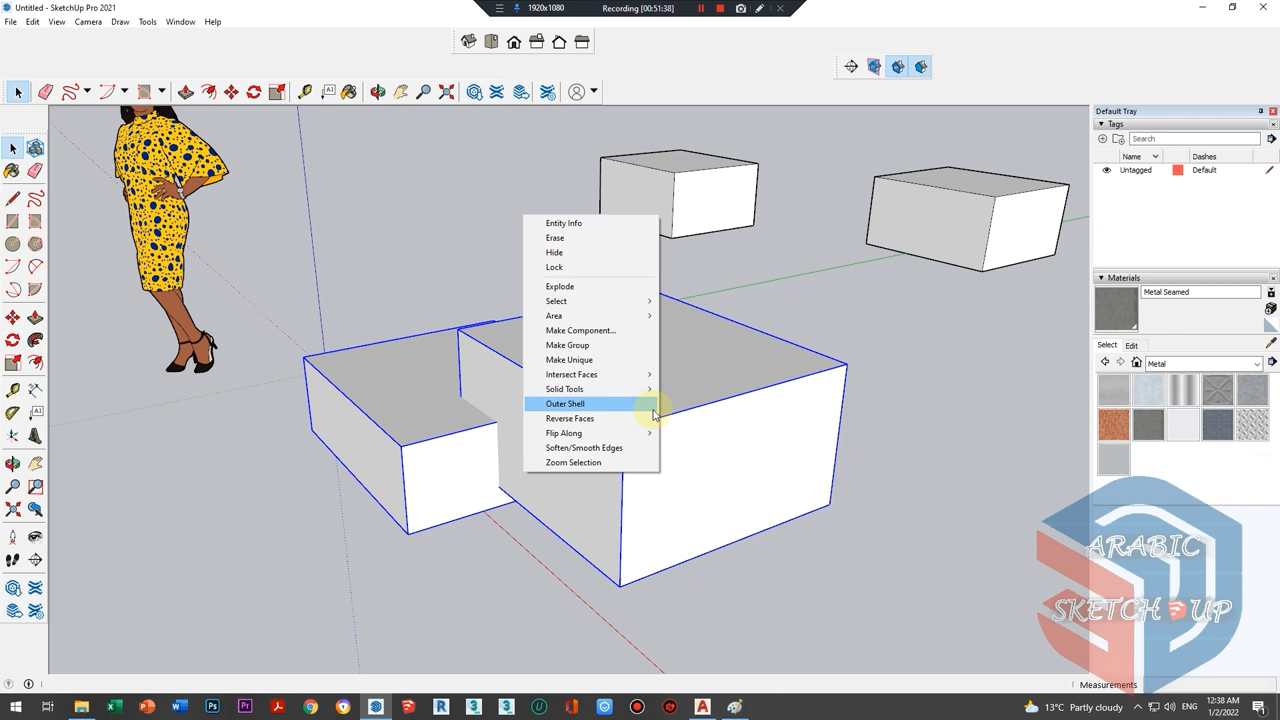 Untitled - SketchUp Pro 2021
1920x1080
Recording [00:51:38]
File Edit View Camera Draw Tools Window Help
Default Tray
Tags
Search
Name Dashes
Untagged Default
Materials
Metal Seamed
Select Edit
Metal
Entity Info
Erase
Hide
Lock
Explode
Select
Area
Make Component...
Make Group
Make Unique
Intersect Faces
Solid Tools
Outer Shell
Reverse Faces
Flip Along
Soften/Smooth Edges
Zoom Selection
ARABIC
SKETCH UP
Measurements
13°C Partly cloudy
12:38 AM
1/2/2022